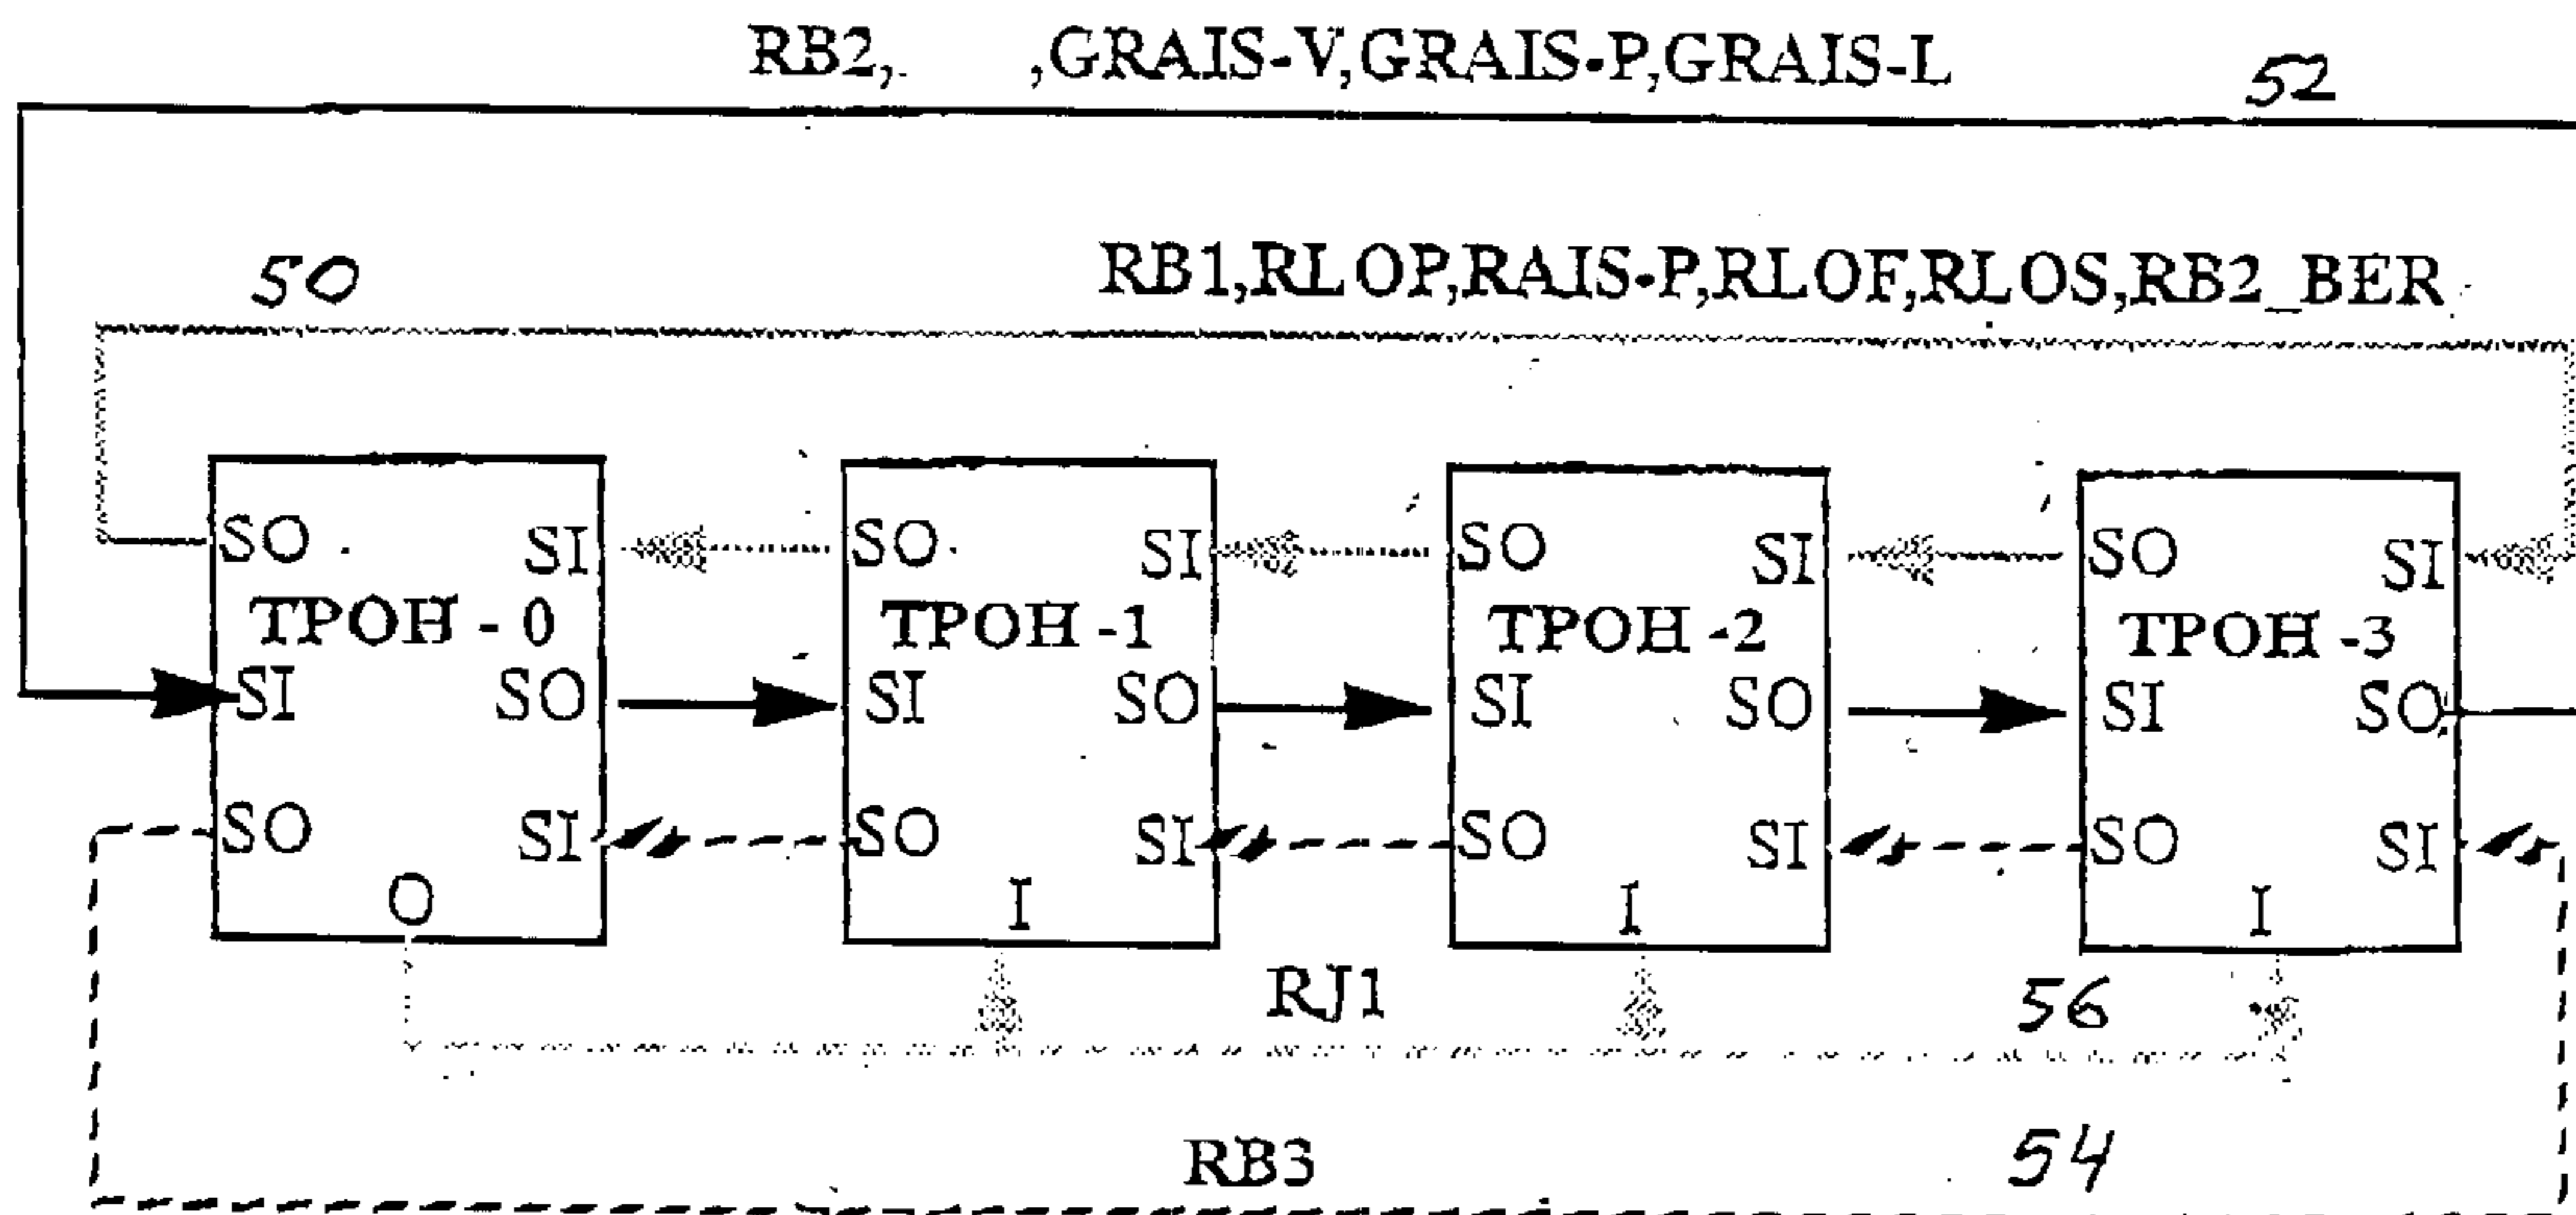 RB2, ,GRAIS-V,GRAIS-P,GRAIS-L
52
50
RB1,RLOP,RAIS-P,RLOF,RLOS,RB2_BER
SO SI SO SI SO SI SO SI
TPOH - 0 TPOH -1 TPOH -2 TPOH -3
SI SO SI SO SI SO SI SO
SO SI SO SI SO SI SO SI
O I I I
RJ1 56
RB3 54